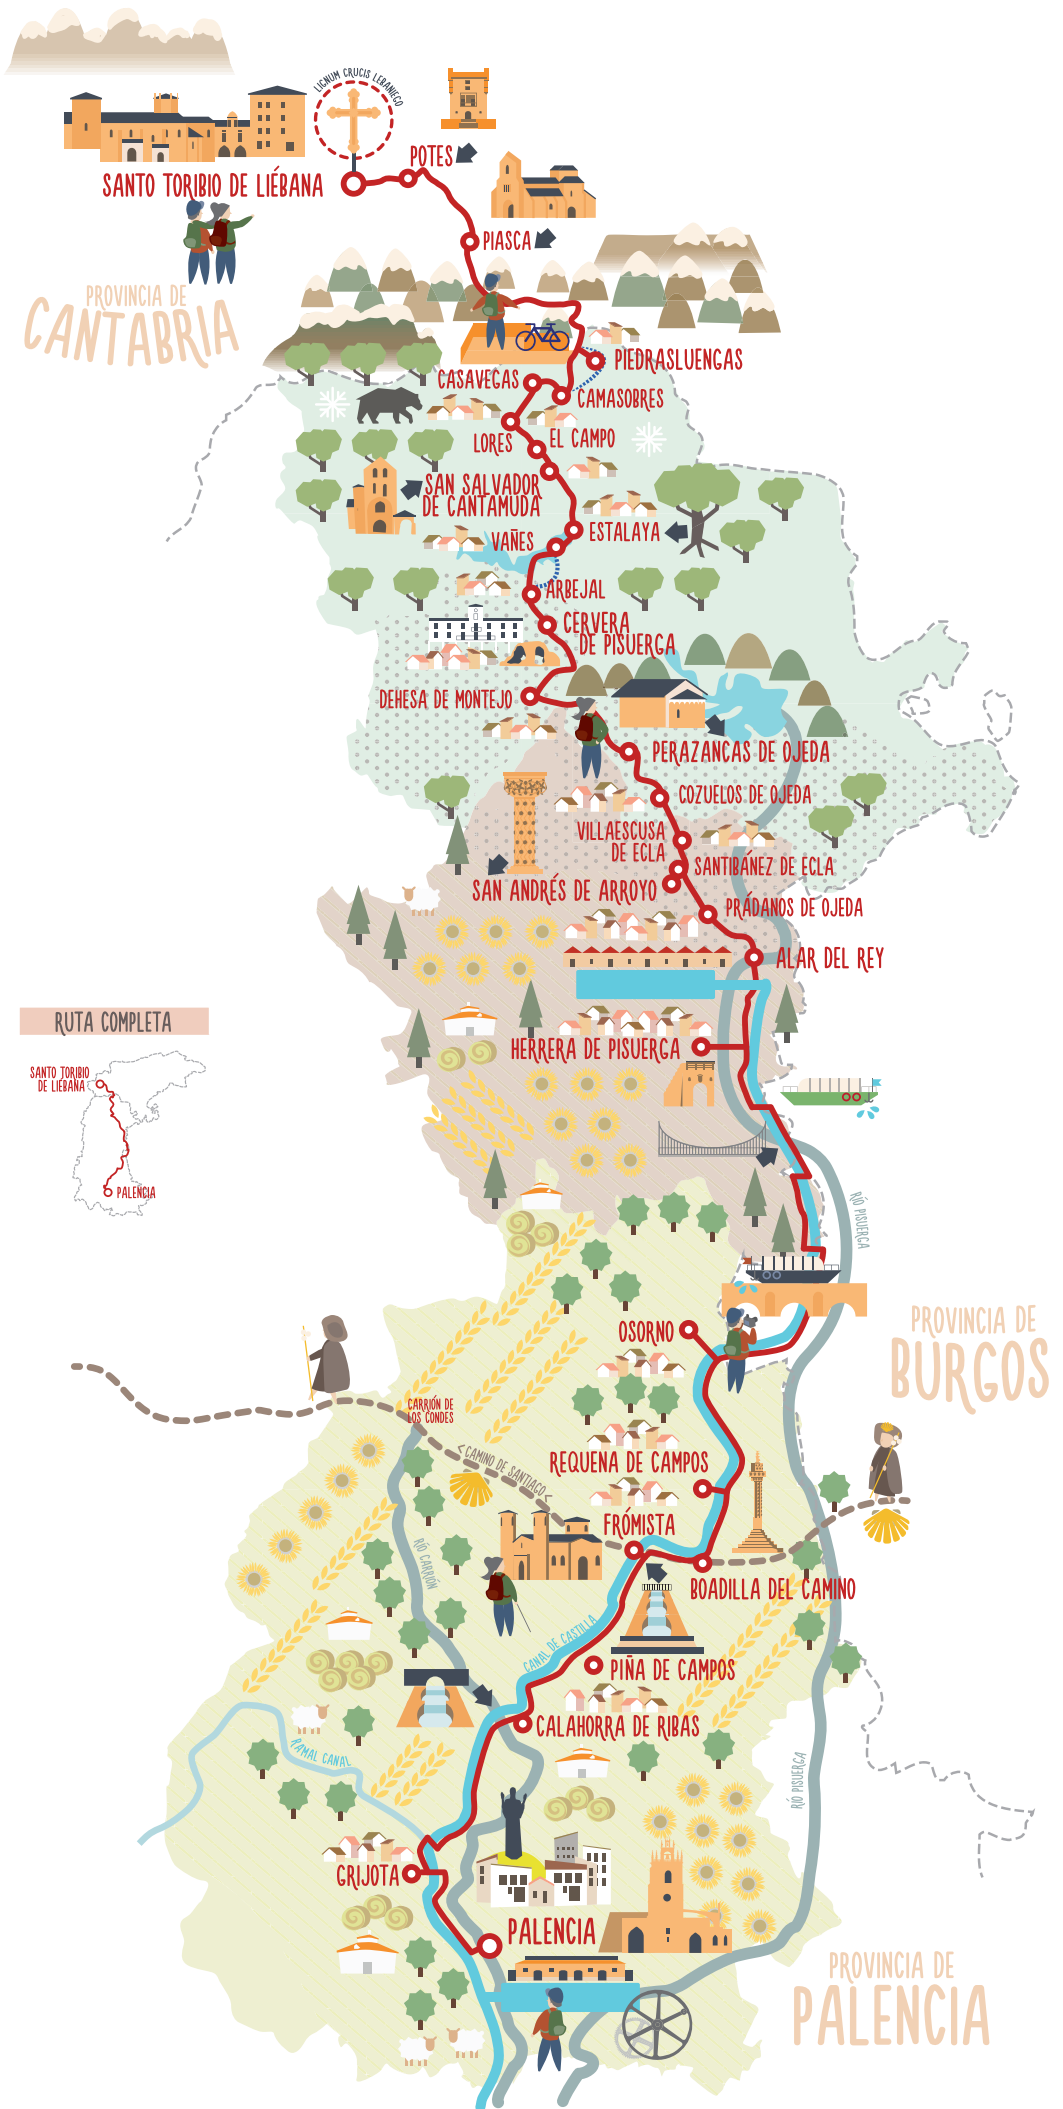 LIGNUM CRUCIS LEBANIEGO
POTES
SANTO TORIBIO DE LIÉBANA
PIASCA
PROVINCIA DE
CANTABRIA
PIEDRASLUENGAS
CASAVEGAS
CAMASOBRES
LORES
EL CAMPO
SAN SALVADOR
DE CANTAMUDA
ESTALAYA
VAÑES
ARBEJAL
CERVERA
DE PISUERGA
DEHESA DE MONTEJO
PERAZANCAS DE OJEDA
COZUELOS DE OJEDA
VILLAESCUSA
DE ECLA
SANTIBÁÑEZ DE ECLA
SAN ANDRÉS DE ARROYO
PRÁDANOS DE OJEDA
ALAR DEL REY
RUTA COMPLETA
SANTO TORIBIO
DE LIÉBANA
PALENCIA
HERRERA DE PISUERGA
RÍO PISUERGA
PROVINCIA DE
BURGOS
OSORNO
CARRIÓN DE
LOS CONDES
<CAMINO DE SANTIAGO<
REQUENA DE CAMPOS
FRÓMISTA
RÍO CARRIÓN
BOADILLA DEL CAMINO
CANAL DE CASTILLA
PIÑA DE CAMPOS
CALAHORRA DE RIBAS
RAMAL CANAL
RÍO PISUERGA
GRIJOTA
PALENCIA
PROVINCIA DE
PALENCIA